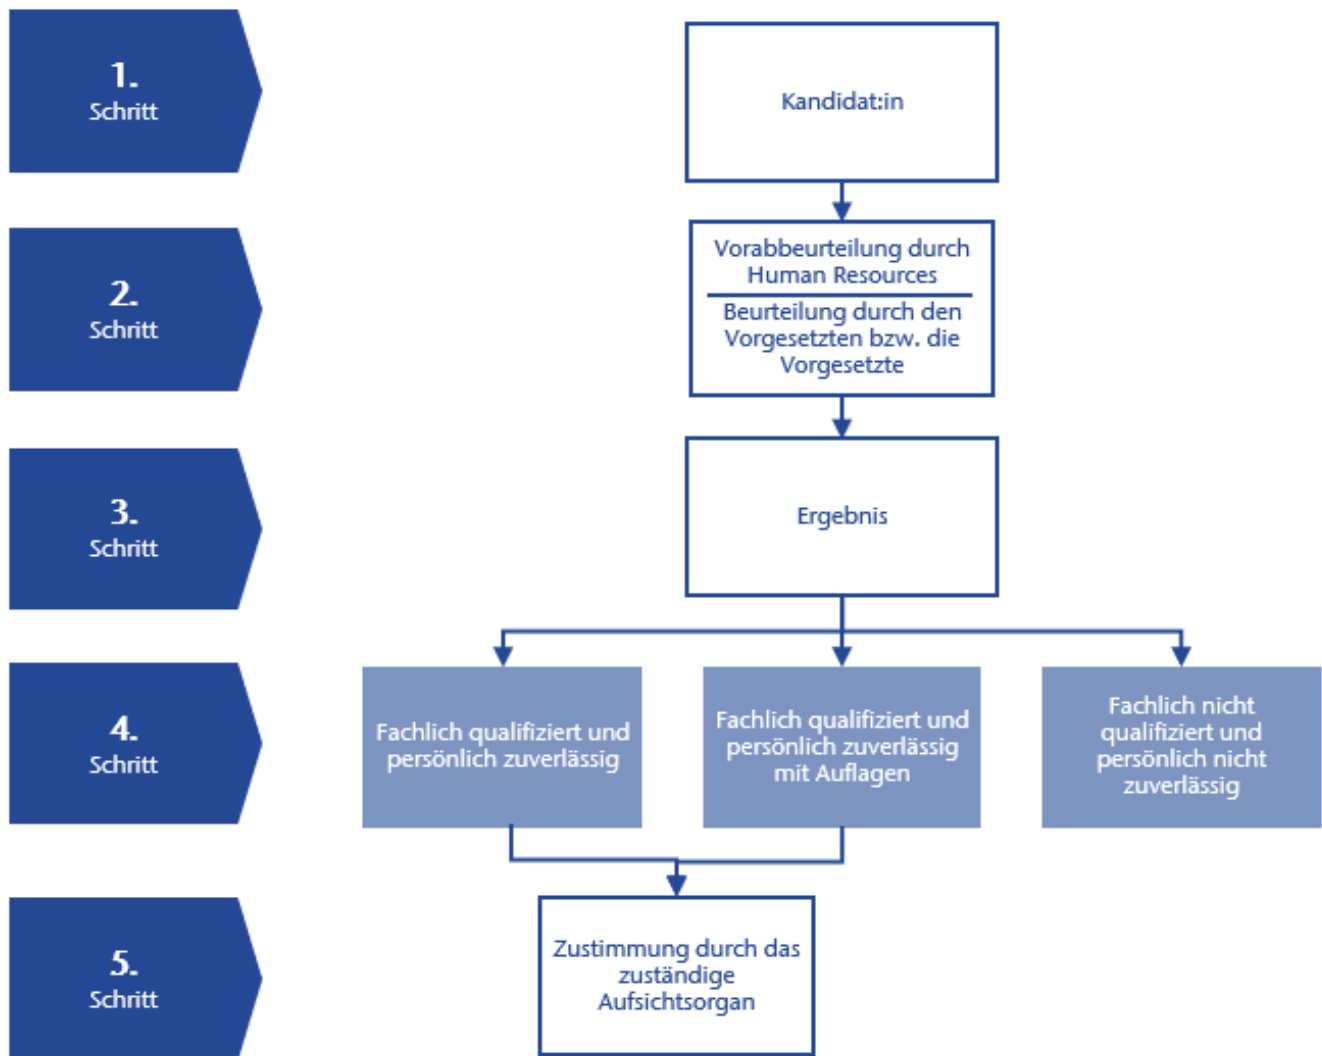 1.
Schritt
Kandidat:in
2.
Schritt
Vorabbeurteilung durch
Human Resources
Beurteilung durch den
Vorgesetzten bzw. die
Vorgesetzte
3.
Schritt
Ergebnis
4.
Schritt
Fachlich qualifiziert und
persönlich zuverlässig
Fachlich qualifiziert und
persönlich zuverlässig
mit Auflagen
Fachlich nicht
qualifiziert und
persönlich nicht
zuverlässig
5.
Schritt
Zustimmung durch das
zuständige
Aufsichtsorgan